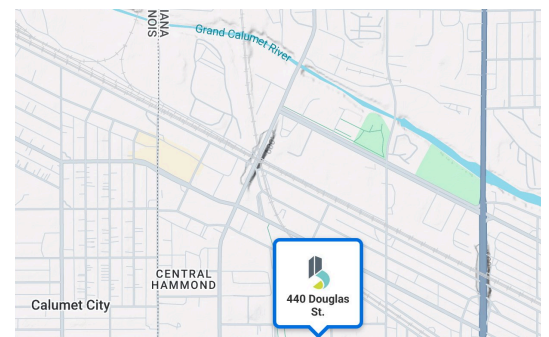 IANA
NOIS
Grand Calumet River
CENTRAL
HAMMOND
440 Douglas
St.
Calumet City